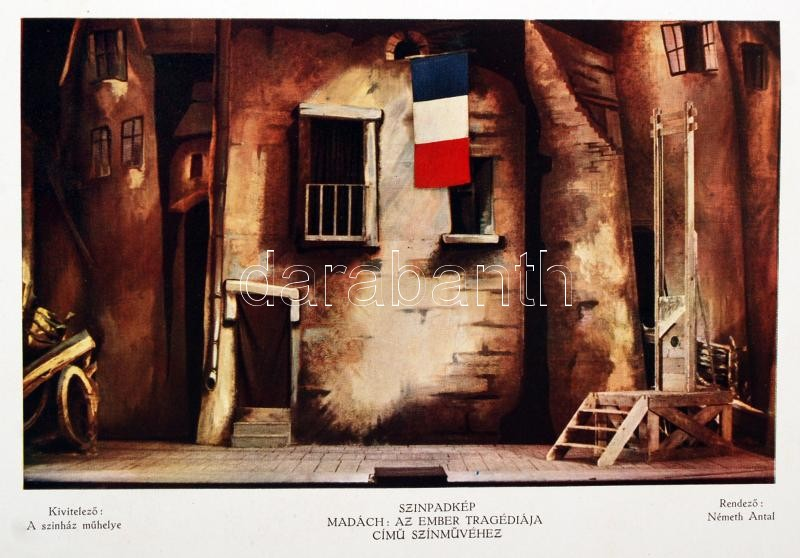 darabanth
Kivitelező:
A szinház műhelye
SZINPADKÉP
MADÁCH: AZ EMBER TRAGÉDIÁJA
CÍMŰ SZÍNMŰVÉHEZ
Rendező:
Németh Antal